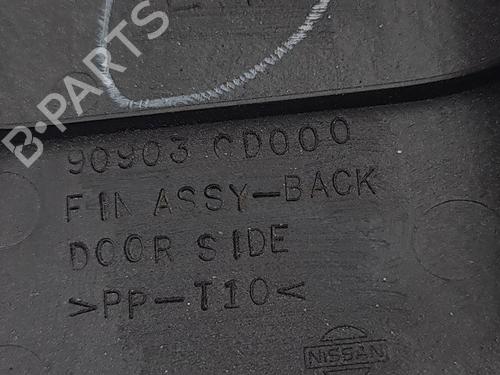 90903 CD000
FIN ASSY-BACK
DOOR SIDE
>PP-T10<
NISSAN
B-PARTS